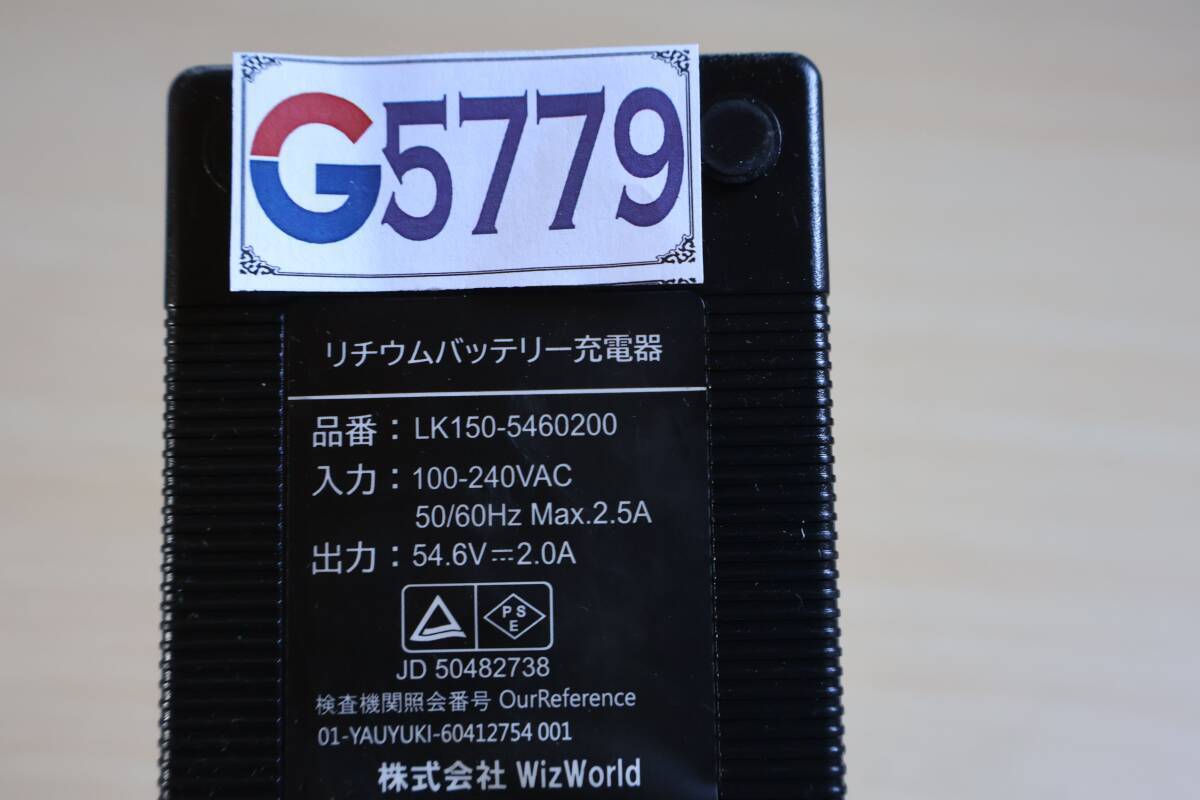 G5779
リチウムバッテリー充電器
品番：LK150-5460200
入力：100-240VAC
50/60Hz Max.2.5A
出力：54.6V⎓2.0A
PS
E
JD 50482738
検査機関照会番号 OurReference
01-YAUYUKI-60412754 001
株式会社 WizWorld